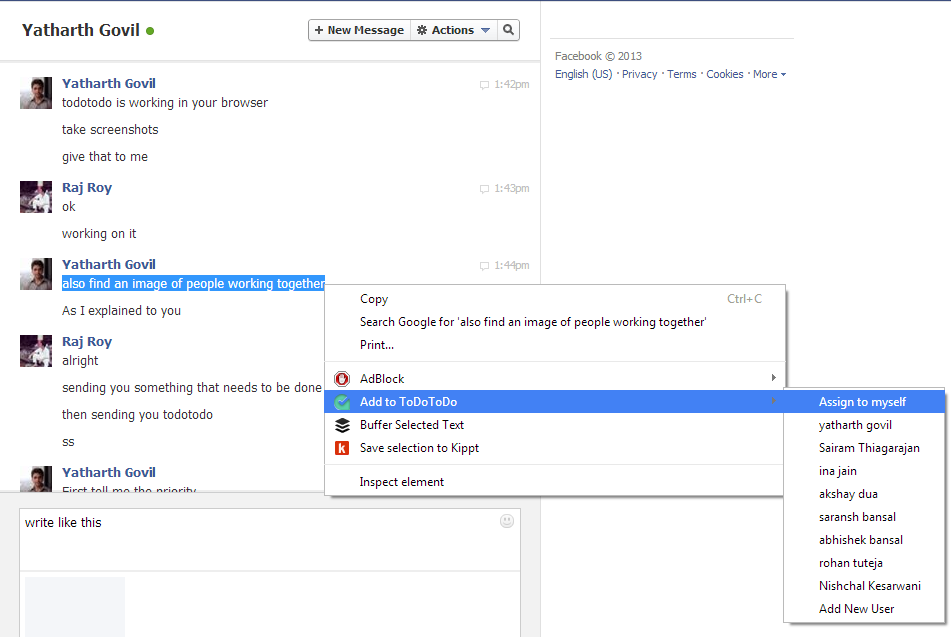 Yatharth Govil
+ New Message
Actions
Facebook © 2013
English (US) · Privacy · Terms · Cookies · More
Yatharth Govil
1:42pm
todotodo is working in your browser
take screenshots
give that to me
Raj Roy
1:43pm
ok
working on it
Yatharth Govil
1:44pm
also find an image of people working together
As I explained to you
Raj Roy
alright
sending you something that needs to be done
then sending you todotodo
ss
Yatharth Govil
First tell me the priority
write like this
Copy
Ctrl+C
Search Google for 'also find an image of people working together'
Print...
AdBlock
Add to ToDoToDo
Buffer Selected Text
k
Save selection to Kippt
Inspect element
Assign to myself
yatharth govil
Sairam Thiagarajan
ina jain
akshay dua
saransh bansal
abhishek bansal
rohan tuteja
Nishchal Kesarwani
Add New User